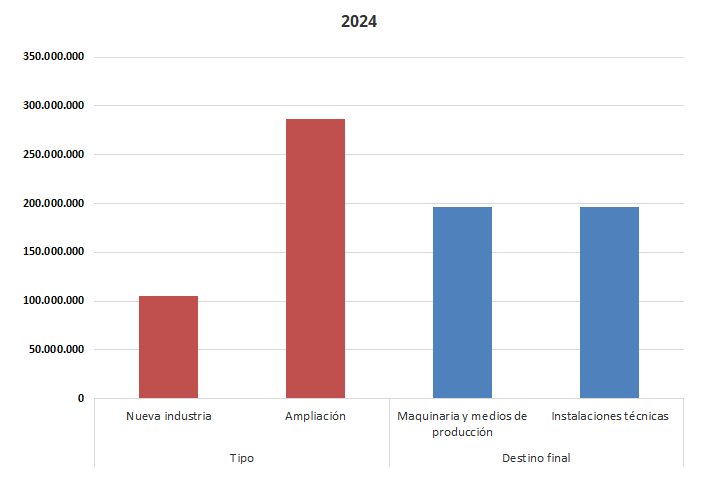 2024
350.000.000
300.000.000
250.000.000
200.000.000
150.000.000
100.000.000
50.000.000
0
Nueva industria
Ampliación
Maquinaria y medios de
producción
Instalaciones técnicas
Tipo
Destino final